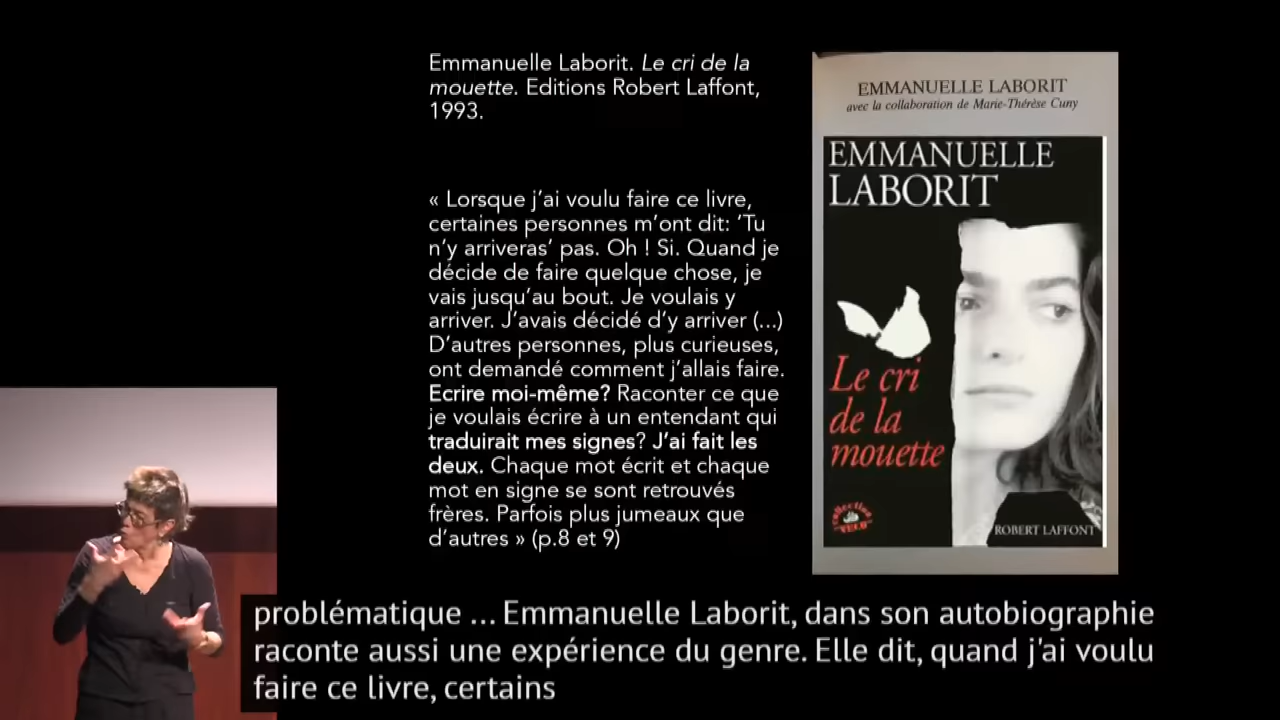 Emmanuelle Laborit. Le cri de la
mouette. Editions Robert Laffont,
1993.
« Lorsque j’ai voulu faire ce livre,
certaines personnes m’ont dit: ‘Tu
n’y arriveras’ pas. Oh ! Si. Quand je
décide de faire quelque chose, je
vais jusqu’au bout. Je voulais y
arriver. J’avais décidé d’y arriver (...)
D’autres personnes, plus curieuses,
ont demandé comment j’allais faire.
Ecrire moi-même? Raconter ce que
je voulais écrire à un entendant qui
traduirait mes signes? J’ai fait les
deux. Chaque mot écrit et chaque
mot en signe se sont retrouvés
frères. Parfois plus jumeaux que
d’autres » (p.8 et 9)
EMMANUELLE LABORIT
avec la collaboration de Marie-Thérèse Cuny
EMMANUELLE
LABORIT
Le cri
de la
mouette
collection
ROBERT LAFFONT
problématique ... Emmanuelle Laborit, dans son autobiographie
raconte aussi une expérience du genre. Elle dit, quand j'ai voulu
faire ce livre, certains